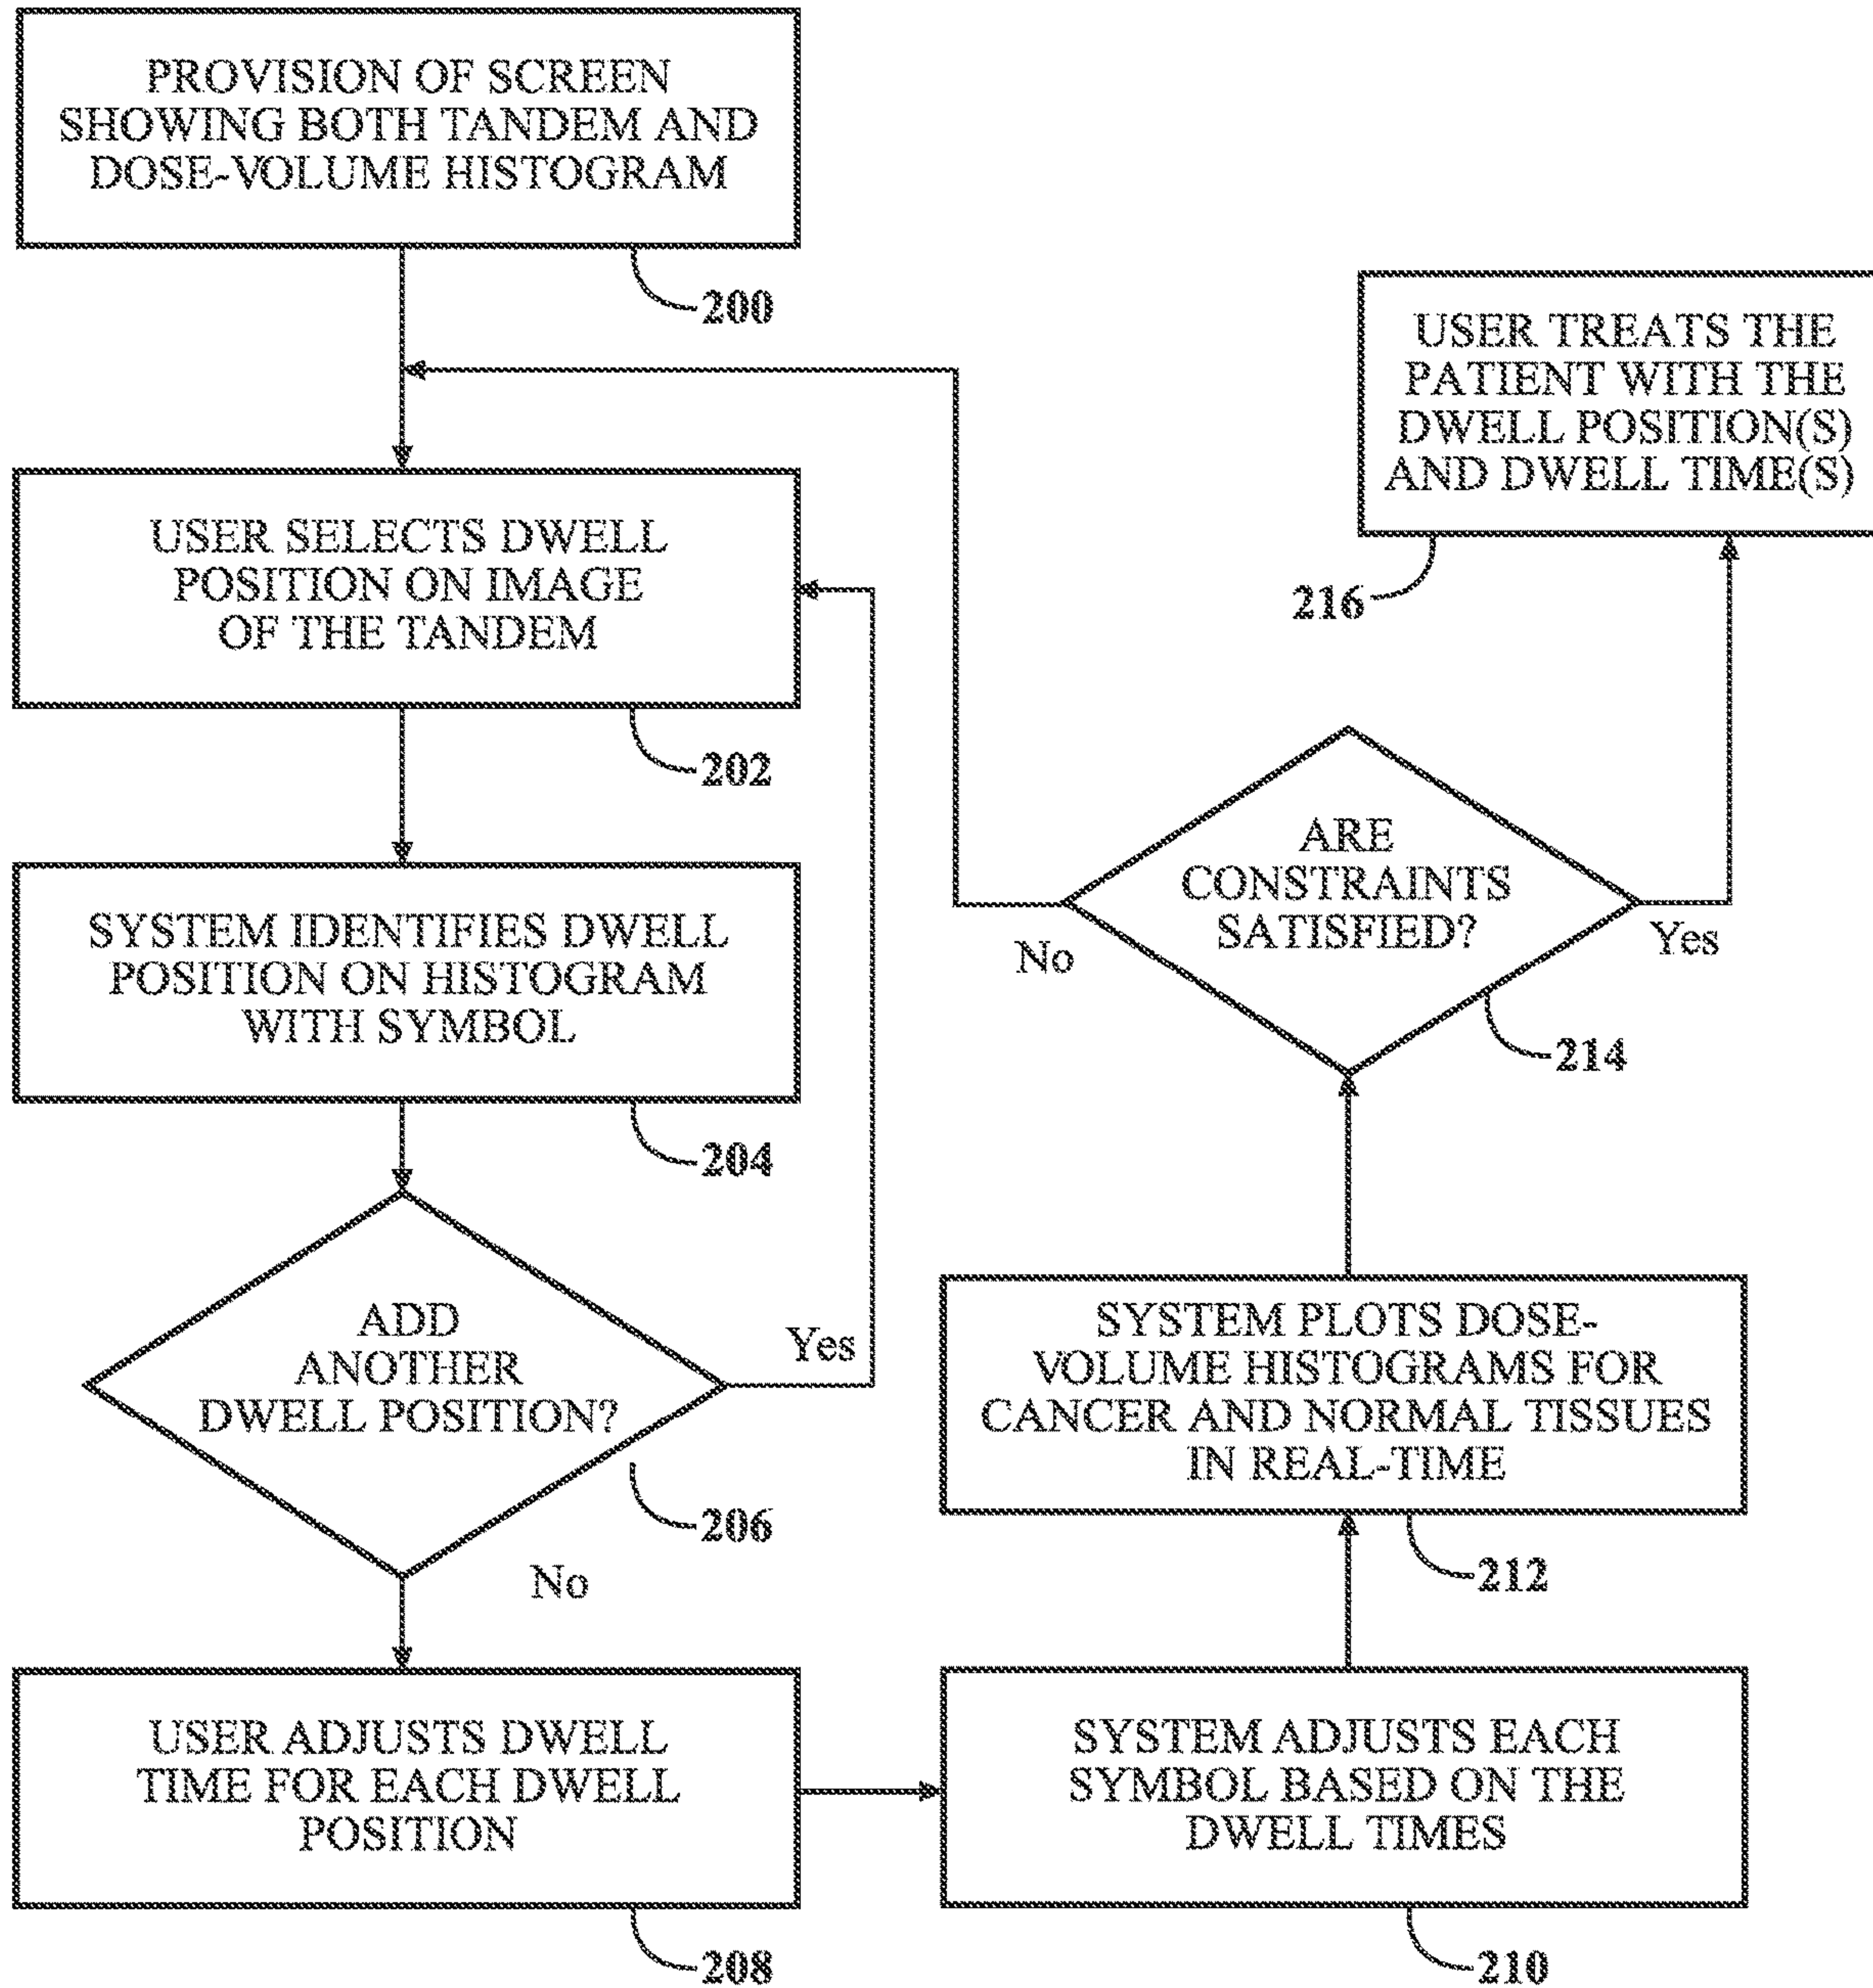 PROVISION OF SCREEN
SHOWING BOTH TANDEM AND
DOSE-VOLUME HISTOGRAM
200
USER SELECTS DWELL
POSITION ON IMAGE
OF THE TANDEM
202
SYSTEM IDENTIFIES DWELL
POSITION ON HISTOGRAM
WITH SYMBOL
204
ADD
ANOTHER
DWELL POSITION?
Yes
206
No
USER ADJUSTS DWELL
TIME FOR EACH DWELL
POSITION
208
SYSTEM ADJUSTS EACH
SYMBOL BASED ON THE
DWELL TIMES
210
SYSTEM PLOTS DOSE-
VOLUME HISTOGRAMS FOR
CANCER AND NORMAL TISSUES
IN REAL-TIME
212
ARE
CONSTRAINTS
SATISFIED?
No
Yes
214
USER TREATS THE
PATIENT WITH THE
DWELL POSITION(S)
AND DWELL TIME(S)
216